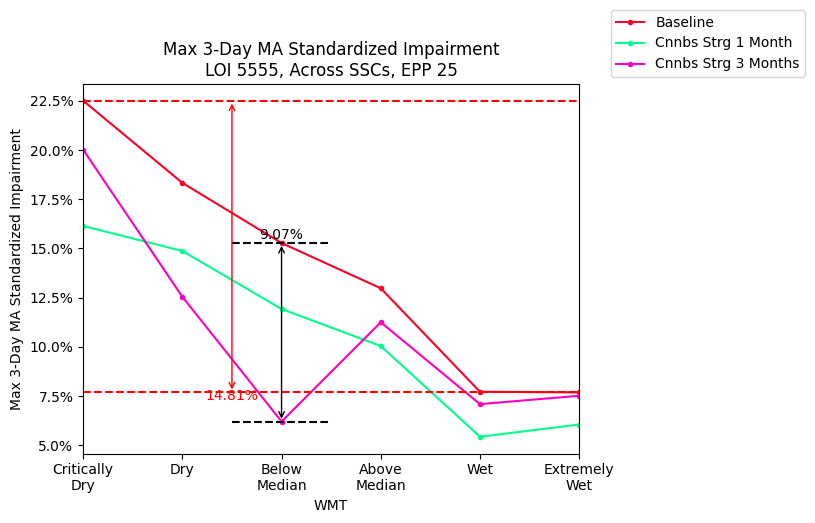 Max 3-Day MA Standardized Impairment
LOI 5555, Across SSCs, EPP 25
Baseline
Cnnbs Strg 1 Month
Cnnbs Strg 3 Months
Max 3-Day MA Standardized Impairment
22.5%
20.0%
17.5%
15.0%
12.5%
10.0%
7.5%
5.0%
9.07%
14.81%
Critically
Dry
Dry
Below
Median
Above
Median
Wet
Extremely
Wet
WMT